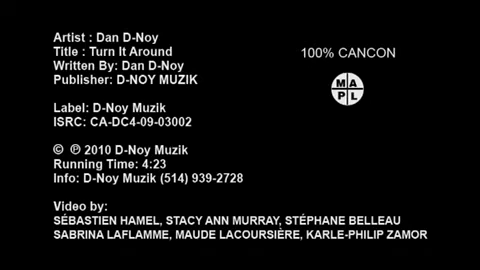 Artist : Dan D-Noy
Title : Turn It Around
Written By: Dan D-Noy
Publisher: D-NOY MUZIK
Label: D-Noy Muzik
ISRC: CA-DC4-09-03002
© ℗ 2010 D-Noy Muzik
Running Time: 4:23
Info: D-Noy Muzik (514) 939-2728
Video by:
SÉBASTIEN HAMEL, STACY ANN MURRAY, STÉPHANE BELLEAU
SABRINA LAFLAMME, MAUDE LACOURSIÈRE, KARLE-PHILIP ZAMOR
100% CANCON
M A
P L